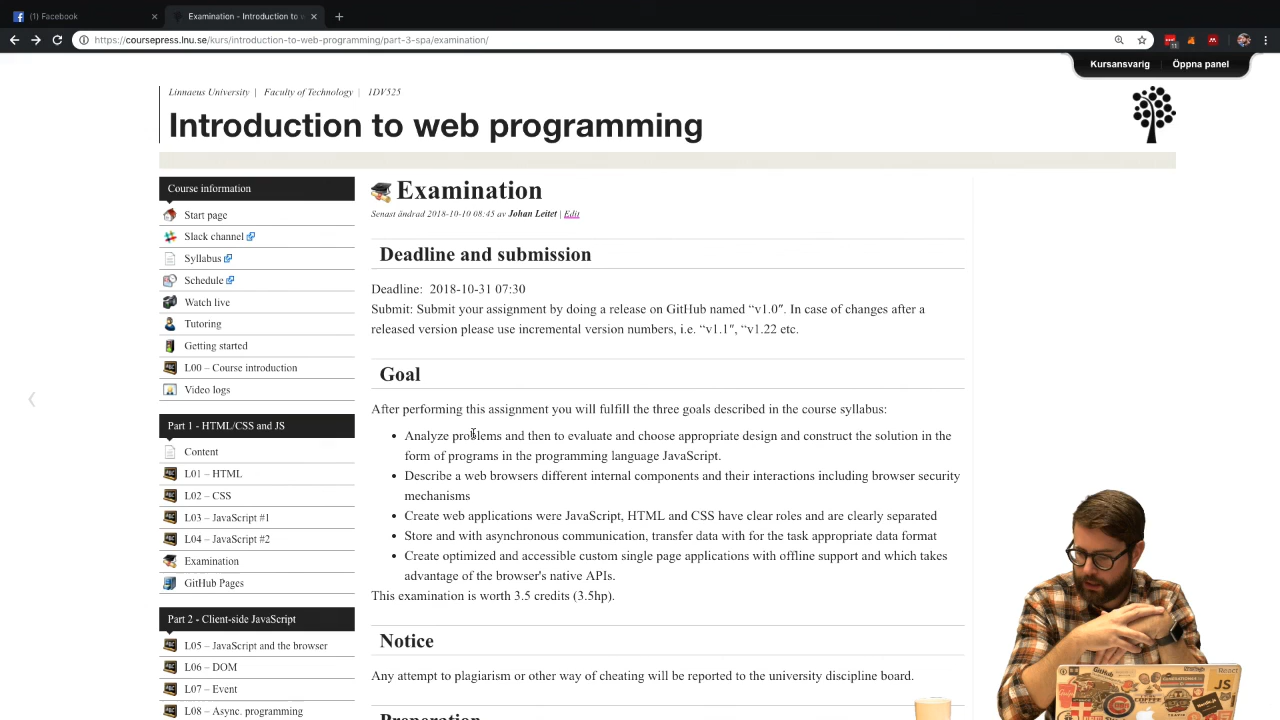 (1) Facebook
Examination - Introduction to w
https://coursepress.lnu.se/kurs/introduction-to-web-programming/part-3-spa/examination/
Kursansvarig Öppna panel
Linnaeus University | Faculty of Technology | 1DV525
Introduction to web programming
Course information
Start page
Slack channel
Syllabus
Schedule
Watch live
Tutoring
Getting started
L00 – Course introduction
Video logs
Part 1 - HTML/CSS and JS
Content
L01 – HTML
L02 – CSS
L03 – JavaScript #1
L04 – JavaScript #2
Examination
GitHub Pages
Part 2 - Client-side JavaScript
L05 – JavaScript and the browser
L06 – DOM
L07 – Event
L08 – Async. programming
Examination
Senast ändrad 2018-10-10 08:45 av Johan Leitet | Edit
Deadline and submission
Deadline: 2018-10-31 07:30
Submit: Submit your assignment by doing a release on GitHub named “v1.0″. In case of changes after a
released version please use incremental version numbers, i.e. “v1.1″, “v1.22 etc.
Goal
After performing this assignment you will fulfill the three goals described in the course syllabus:
• Analyze problems and then to evaluate and choose appropriate design and construct the solution in the
form of programs in the programming language JavaScript.
• Describe a web browsers different internal components and their interactions including browser security
mechanisms
• Create web applications were JavaScript, HTML and CSS have clear roles and are clearly separated
• Store and with asynchronous communication, transfer data with for the task appropriate data format
• Create optimized and accessible custom single page applications with offline support and which takes
advantage of the browser's native APIs.
This examination is worth 3.5 credits (3.5hp).
Notice
Any attempt to plagiarism or other way of cheating will be reported to the university discipline board.
Preparation
GitHub
React
JS